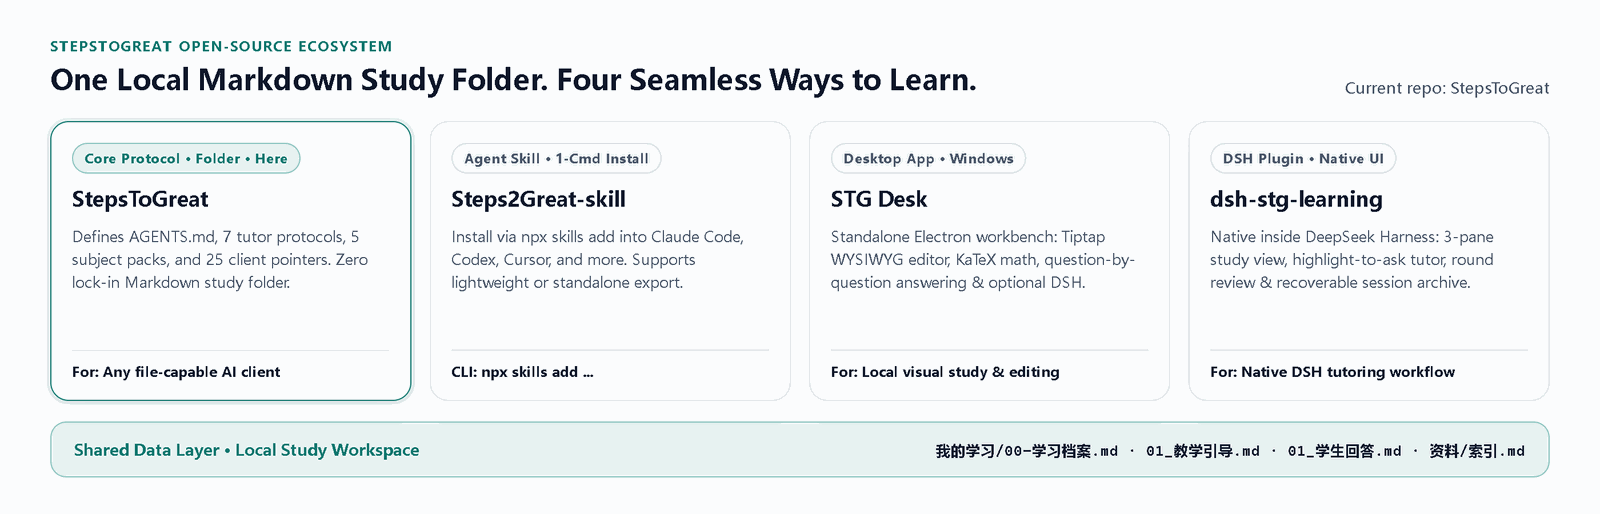 STEPSTOGREAT OPEN-SOURCE ECOSYSTEM
One Local Markdown Study Folder. Four Seamless Ways to Learn.
Current repo: StepsToGreat
Core Protocol • Folder • Here
StepsToGreat
Defines AGENTS.md, 7 tutor protocols, 5
subject packs, and 25 client pointers. Zero
lock-in Markdown study folder.
For: Any file-capable AI client
Agent Skill • 1-Cmd Install
Steps2Great-skill
Install via npx skills add into Claude Code,
Codex, Cursor, and more. Supports
lightweight or standalone export.
CLI: npx skills add ...
Desktop App • Windows
STG Desk
Standalone Electron workbench: Tiptap
WYSIWYG editor, KaTeX math, question-by-
question answering & optional DSH.
For: Local visual study & editing
DSH Plugin • Native UI
dsh-stg-learning
Native inside DeepSeek Harness: 3-pane
study view, highlight-to-ask tutor, round
review & recoverable session archive.
For: Native DSH tutoring workflow
Shared Data Layer • Local Study Workspace
我的学习/00-学习档案.md · 01_教学引导.md · 01_学生回答.md · 资料/索引.md